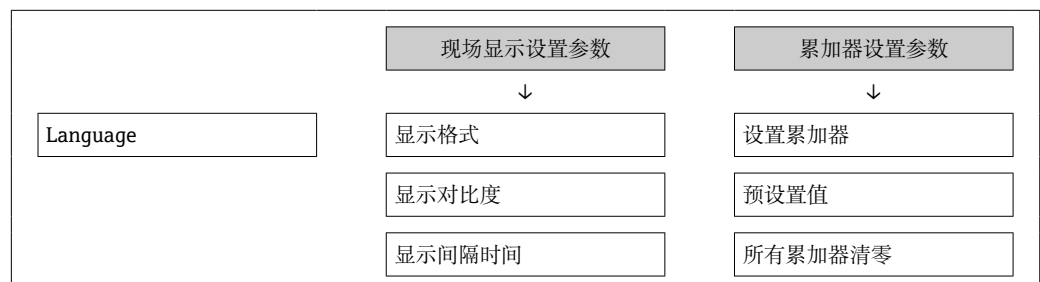 现场显示设置参数
累加器设置参数
↓
↓
Language
显示格式
设置累加器
显示对比度
预设置值
显示间隔时间
所有累加器清零